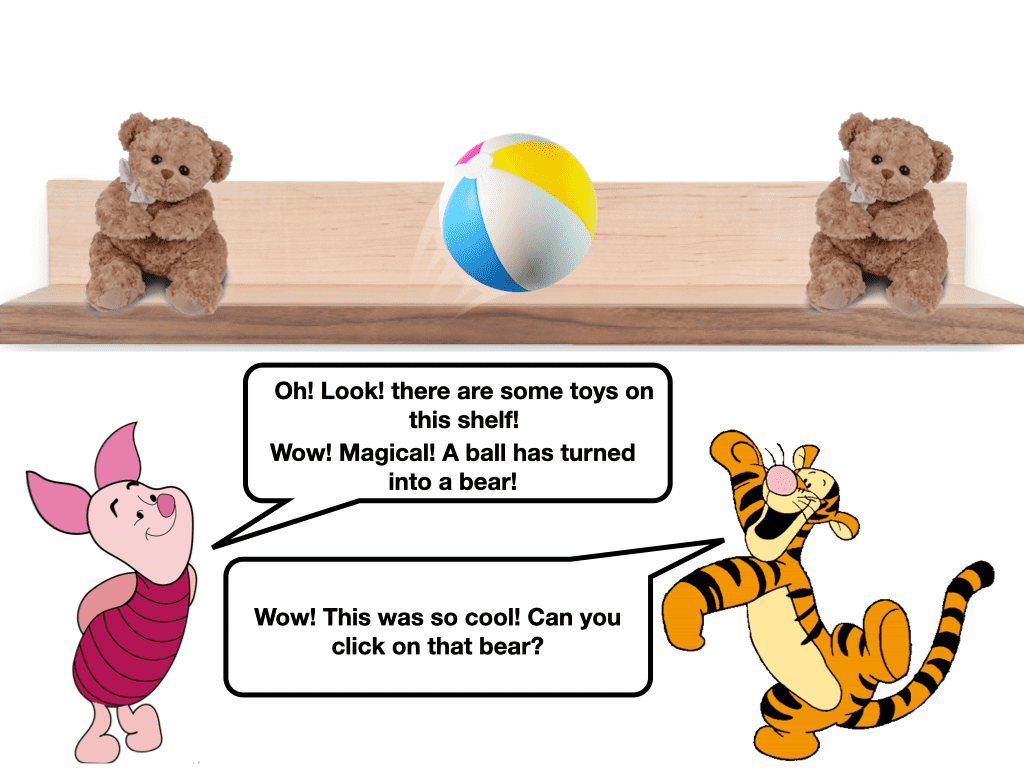 Oh! Look! there are some toys on
this shelf!
Wow! Magical! A ball has turned
into a bear!
Wow! This was so cool! Can you
click on that bear?